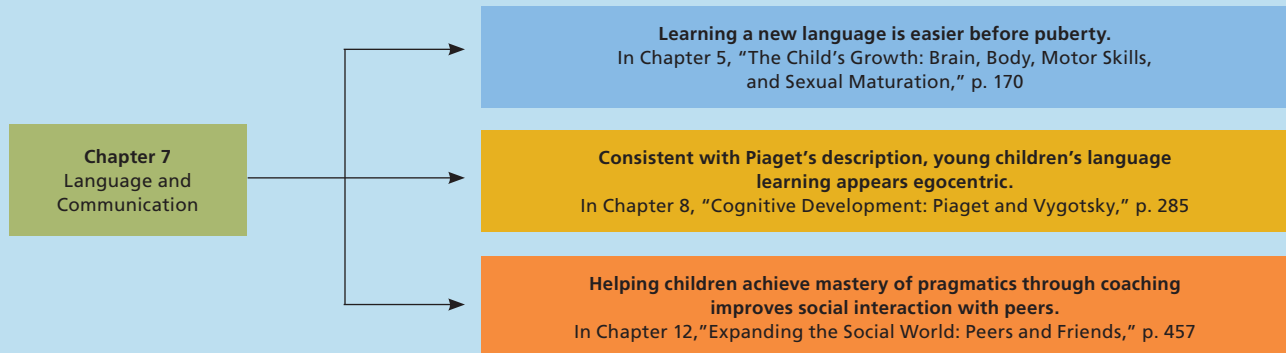 Chapter 7
Language and
Communication
Learning a new language is easier before puberty.
In Chapter 5, “The Child’s Growth: Brain, Body, Motor Skills,
and Sexual Maturation,” p. 170
Consistent with Piaget’s description, young children’s language
learning appears egocentric.
In Chapter 8, “Cognitive Development: Piaget and Vygotsky,” p. 285
Helping children achieve mastery of pragmatics through coaching
improves social interaction with peers.
In Chapter 12,”Expanding the Social World: Peers and Friends,” p. 457